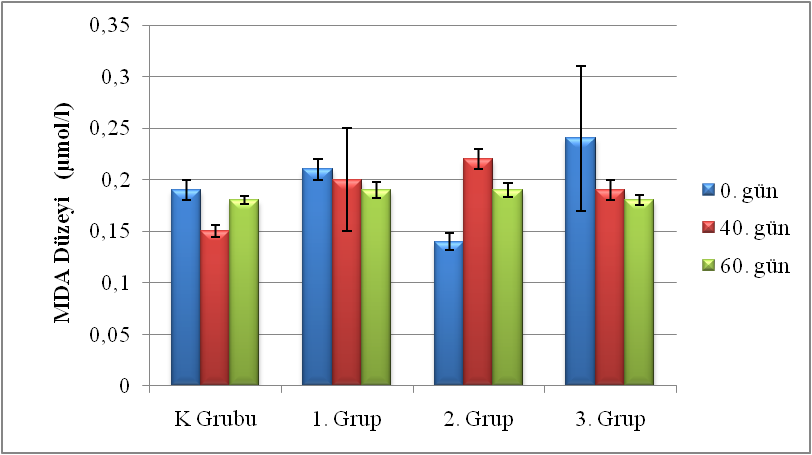 0,35
0,3
0,25
0,2
0,15
0,1
0,05
0
MDA Düzeyi (µmol/l)
K Grubu
1. Grup
2. Grup
3. Grup
0. gün
40. gün
60. gün